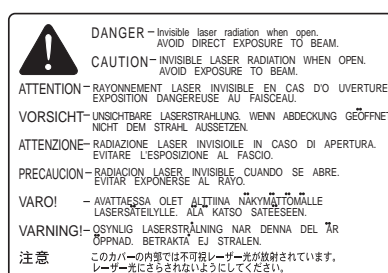 DANGER – Invisible laser radiation when open.
AVOID DIRECT EXPOSURE TO BEAM.
CAUTION – INVISIBLE LASER RADIATION WHEN OPEN.
AVOID EXPOSURE TO BEAM.
ATTENTION – RAYONNEMENT LASER INVISIBLE EN CAS D'O UVERTURE
EXPOSITION DANGEREUSE AU FAISCEAU.
VORSICHT – UNSICHTBARE LASERSTRAHLUNG. WENN ABDECKUNG GEÖFFNET
NICHT DEM STRAHL AUSSETZEN.
ATTENZIONE – RADIAZIONE LASER INVISIOILE IN CASO DI APERTURA.
EVITARE L'ESPOSIZIONE AL FASCIO.
PRECAUCION – RADIACION LASER INVISIBLE CUANDO SE ABRE.
EVITAR EXPONERSE AL RAYO.
VARO! – AVATTAESSA OLET ALTTIINA NÄKYMÄTTÖMÄLLE
LASERSÄTEILYLLE. ÄLÄ KATSO SÄTEESEEN.
VARNING! – OSYNLIG LASERSTRÅLNING NAR DENNA DEL ÄR
ÖPPNAD. BETRAKTA EJ STRALEN.
注意 このカバーの内部では不可視レーザー光が放射されています。
レーザー光にさらされないようにしてください。